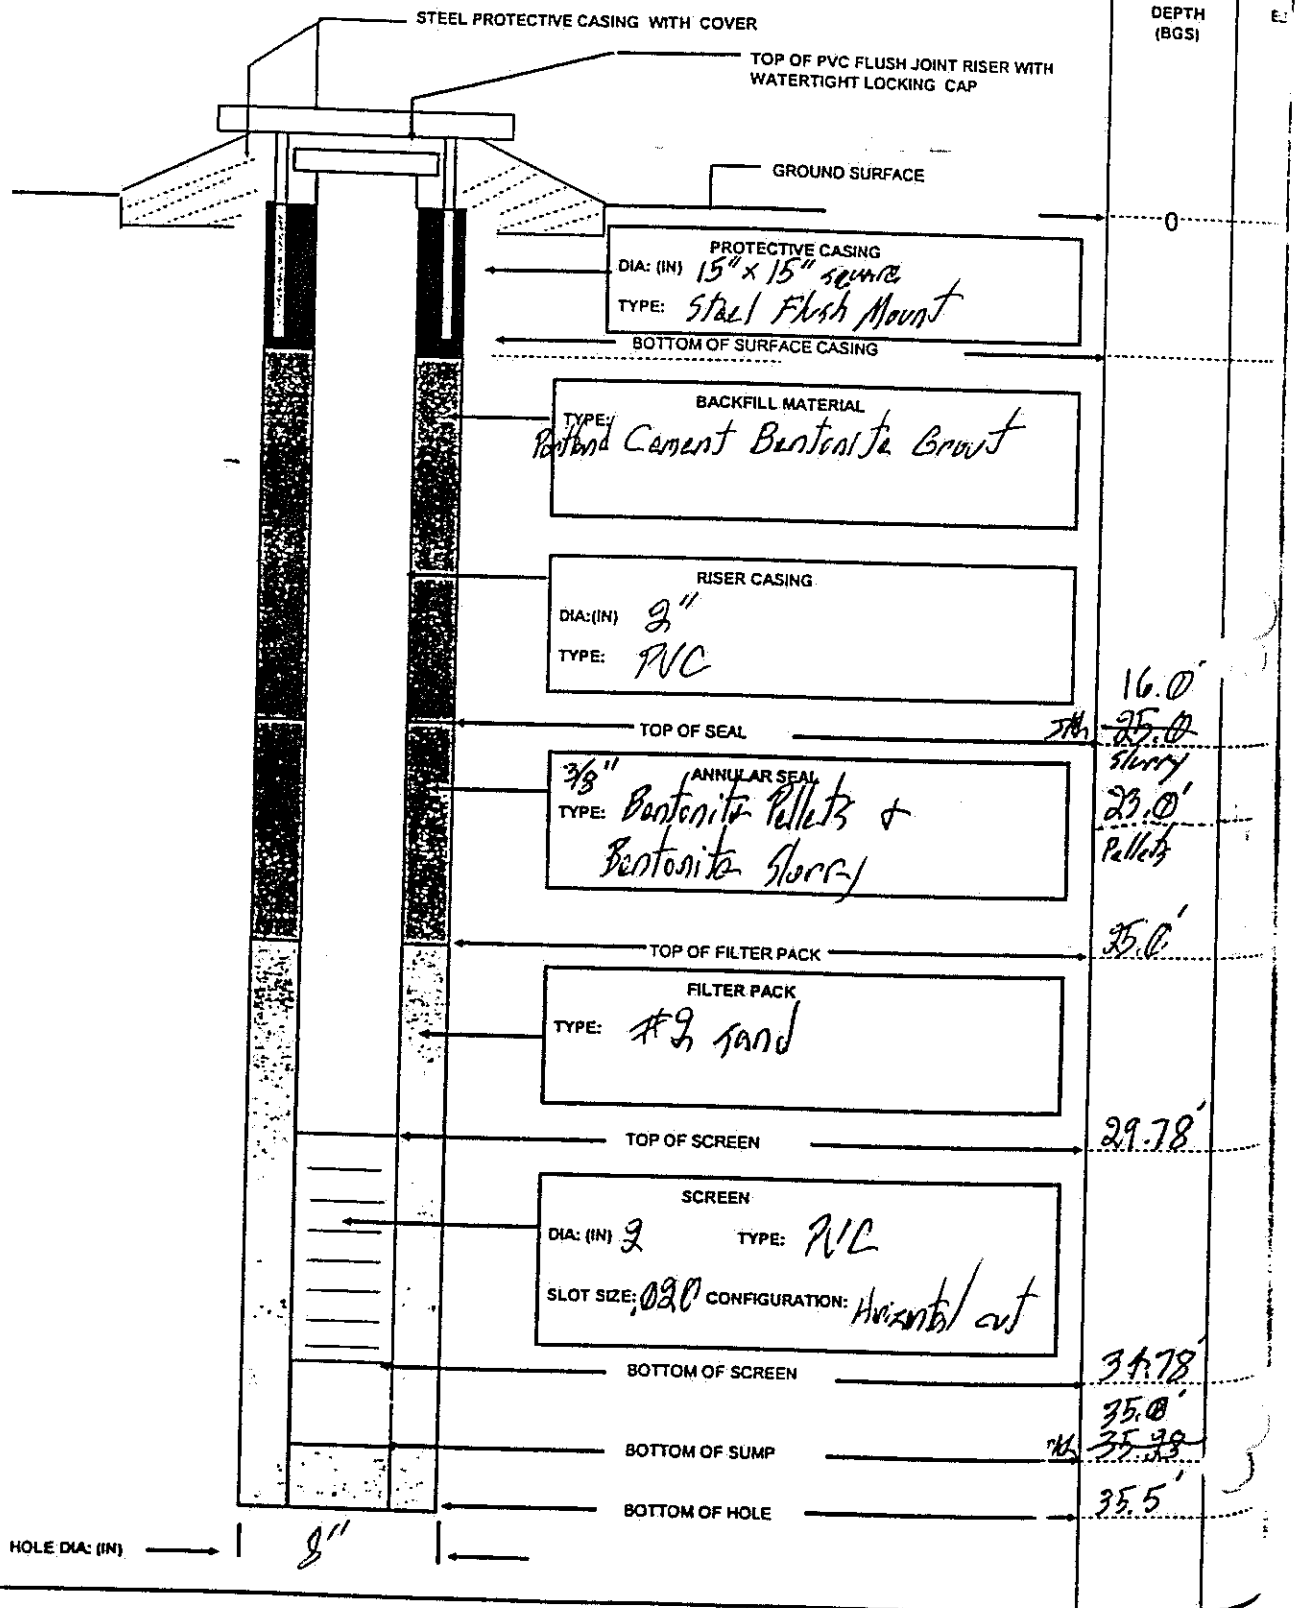 DEPTH
(BGS)
STEEL PROTECTIVE CASING WITH COVER
TOP OF PVC FLUSH JOINT RISER WITH
WATERTIGHT LOCKING CAP
GROUND SURFACE
0
PROTECTIVE CASING
DIA: (IN) 15" x 15" square
TYPE: Steel Flush Mount
BOTTOM OF SURFACE CASING
BACKFILL MATERIAL
TYPE:
Portland Cement Bentonite Grout
RISER CASING
DIA:(IN) 2"
TYPE: PVC
16.0'
TOP OF SEAL 25.0
Slurry
3/8" ANNULAR SEAL
TYPE: Bentonite Pellets & 23.0'
Bentonite Slurry Pellets
TOP OF FILTER PACK 25.0'
FILTER PACK
TYPE: #2 sand
TOP OF SCREEN 29.78'
SCREEN
DIA: (IN) 2 TYPE: PVC
SLOT SIZE: .020 CONFIGURATION: Horizontal cut
BOTTOM OF SCREEN 34.78'
35.0'
BOTTOM OF SUMP
BOTTOM OF HOLE 35.5'
HOLE DIA: (IN) 8"